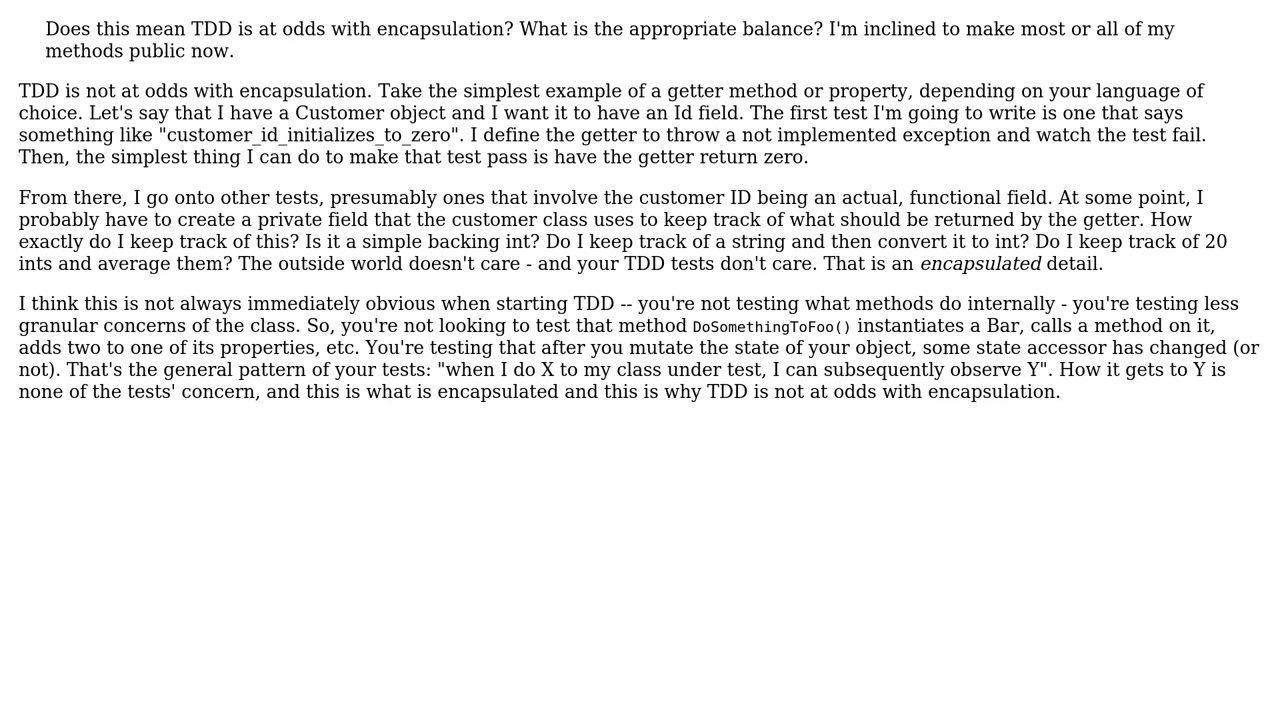 Does this mean TDD is at odds with encapsulation? What is the appropriate balance? I'm inclined to make most or all of my
methods public now.
TDD is not at odds with encapsulation. Take the simplest example of a getter method or property, depending on your language of
choice. Let's say that I have a Customer object and I want it to have an Id field. The first test I'm going to write is one that says
something like "customer_id_initializes_to_zero". I define the getter to throw a not implemented exception and watch the test fail.
Then, the simplest thing I can do to make that test pass is have the getter return zero.
From there, I go onto other tests, presumably ones that involve the customer ID being an actual, functional field. At some point, I
probably have to create a private field that the customer class uses to keep track of what should be returned by the getter. How
exactly do I keep track of this? Is it a simple backing int? Do I keep track of a string and then convert it to int? Do I keep track of 20
ints and average them? The outside world doesn't care - and your TDD tests don't care. That is an encapsulated detail.
I think this is not always immediately obvious when starting TDD -- you're not testing what methods do internally - you're testing less
granular concerns of the class. So, you're not looking to test that method DoSomethingToFoo() instantiates a Bar, calls a method on it,
adds two to one of its properties, etc. You're testing that after you mutate the state of your object, some state accessor has changed (or
not). That's the general pattern of your tests: "when I do X to my class under test, I can subsequently observe Y". How it gets to Y is
none of the tests' concern, and this is what is encapsulated and this is why TDD is not at odds with encapsulation.